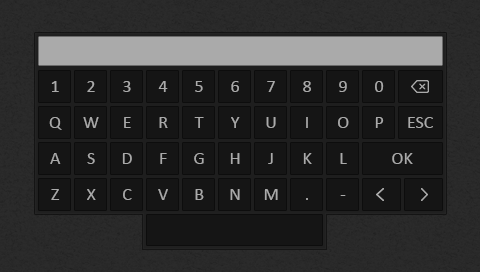 1 2 3 4 5 6 7 8 9 0
Q W E R T Y U I O P ESC
A S D F G H J K L OK
Z X C V B N M . - < >